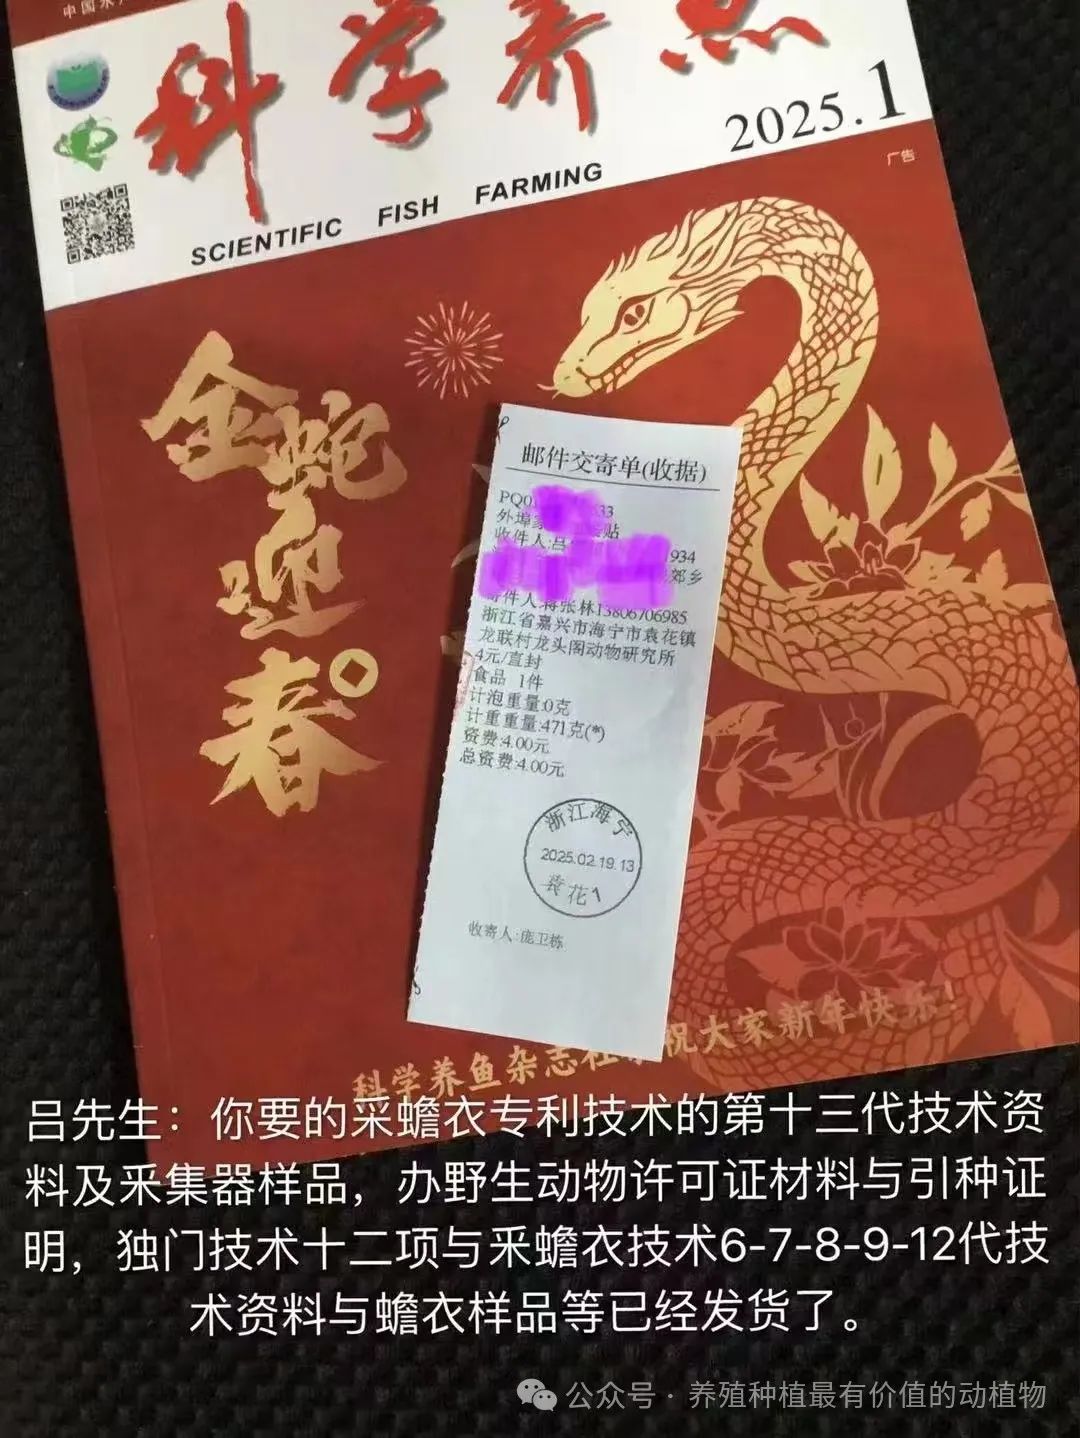 科学养鱼
2025.1
广告
SCIENTIFIC FISH FARMING
金蛇迎春
邮件交寄单(收据)
PQ0 333
外埠 贴
收件人:吕 1934
郊乡
寄件人:蒋张林13806706985
浙江省嘉兴市海宁市袁花镇
龙联村龙头阁动物研究所
4元/宣封
食品 1件
计泡重量:0克
计重重量:471克(*)
资费:4.00元
总资费:4.00元
浙江海宁
2025.02.19.13
袁花1
收寄人:庞卫栋
科学养鱼杂志社 祝大家新年快乐!
吕先生：你要的采蟾衣专利技术的第十三代技术资
料及采集器样品，办野生动物许可证材料与引种证
明，独门技术十二项与采蟾衣技术6-7-8-9-12代技
术资料与蟾衣样品等已经发货了。
公众号·养殖种植最有价值的动植物